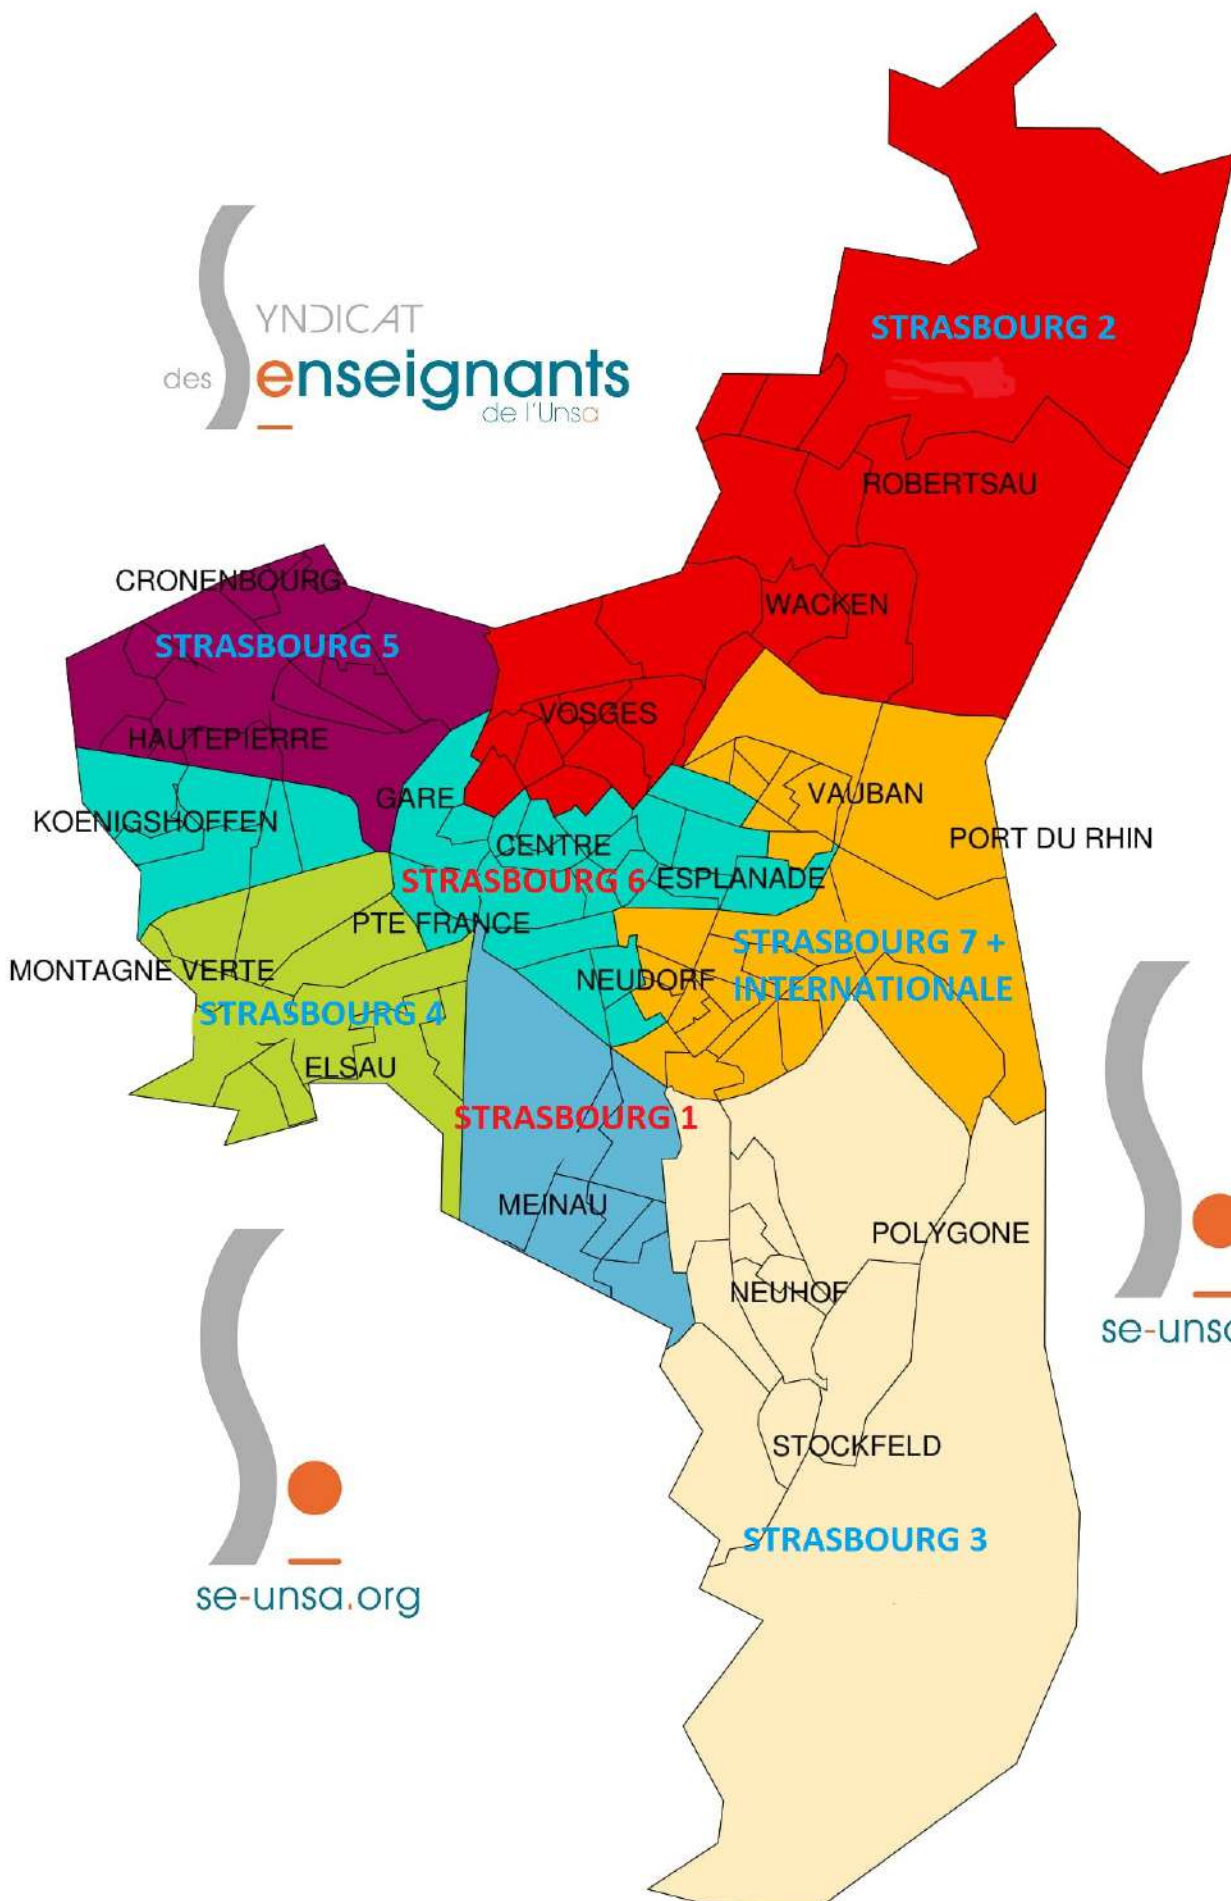 YNDICAT
des enseignants
de l'Unsa
STRASBOURG 2
ROBERTSAU
CRONENBOURG
WACKEN
STRASBOURG 5
VOSGES
HAUTEPIERRE
GARE
VAUBAN
KOENIGSHOFFEN
CENTRE
PORT DU RHIN
STRASBOURG 6
ESPLANADE
PTE FRANCE
STRASBOURG 7 +
INTERNATIONALE
MONTAGNE VERTE
NEUDORF
STRASBOURG 4
ELSAU
STRASBOURG 1
MEINAU
POLYGONE
NEUHOF
se-unsa
STOCKFELD
STRASBOURG 3
se-unsa.org